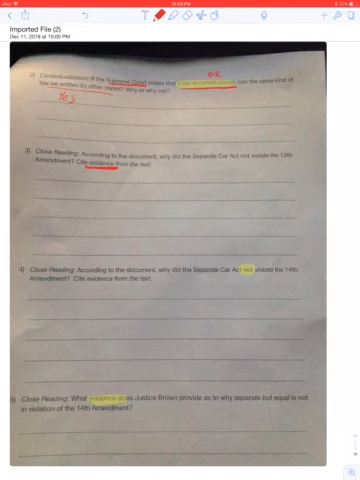 10:03 PM
Imported File (2)
Dec 11, 2018 at 10:00 PM
OK
2) Contextualization: If the Supreme Court states that a law is constitutional, can the same kind of
law be written by other states? Why or why not?
Yes
3) Close Reading: According to the document, why did the Separate Car Act not violate the 13th
Amendment? Cite evidence from the text.
4) Close Reading: According to the document, why did the Separate Car Act not violate the 14th
Amendment? Cite evidence from the text.
5) Close Reading: What evidence does Justice Brown provide as to why separate but equal is not
in violation of the 14th Amendment?